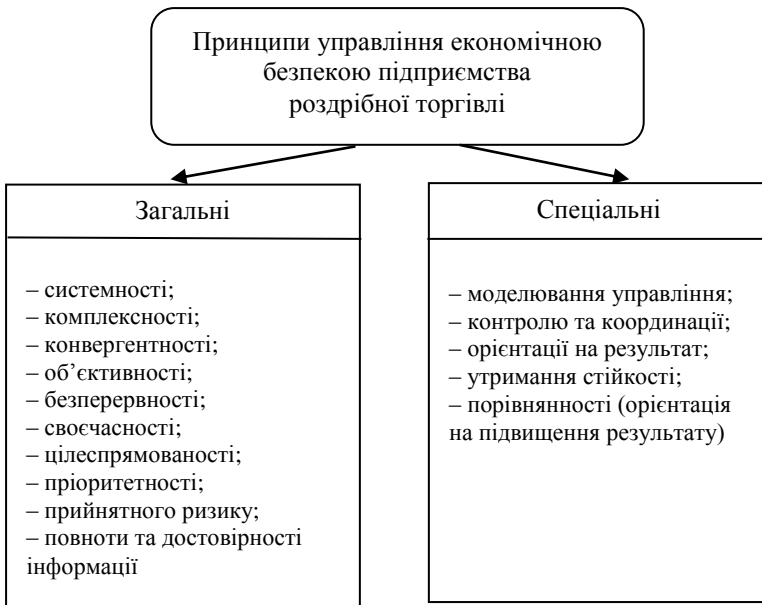 Принципи управління економічною
безпекою підприємства
роздрібної торгівлі
Загальні
– системності;
– комплексності;
– конвергентності;
– об’єктивності;
– безперервності;
– своєчасності;
– цілеспрямованості;
– пріоритетності;
– прийнятного ризику;
– повноти та достовірності
інформації
Спеціальні
– моделювання управління;
– контролю та координації;
– орієнтації на результат;
– утримання стійкості;
– порівнянності (орієнтація
на підвищення результату)